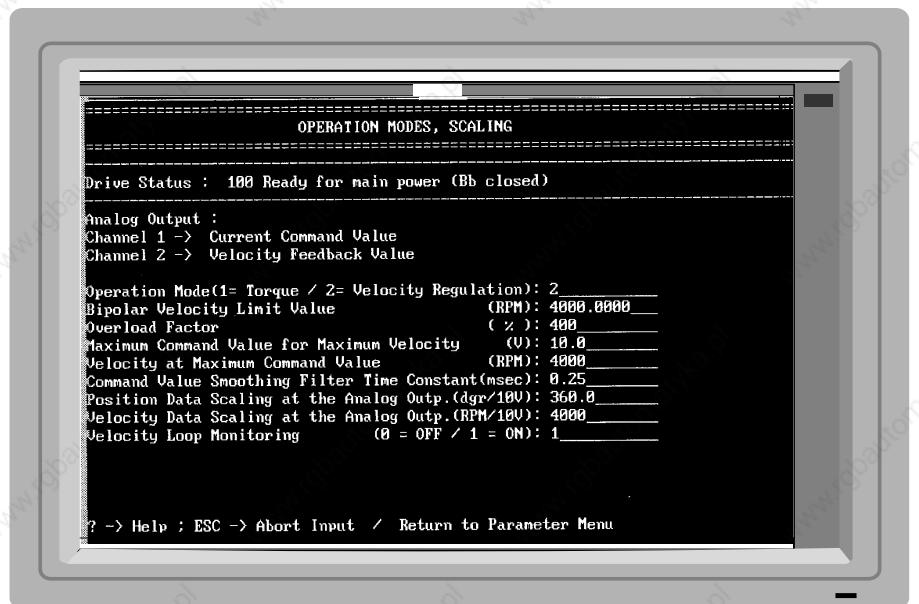 OPERATION MODES, SCALING
Drive Status :  100 Ready for main power (Bb closed)
Analog Output :
Channel 1 ->  Current Command Value
Channel 2 ->  Velocity Feedback Value
Operation Mode(1= Torque / 2= Velocity Regulation): 2
Bipolar Velocity Limit Value (RPM): 4000.0000
Overload Factor ( % ): 400
Maximum Command Value for Maximum Velocity (V): 10.0
Velocity at Maximum Command Value (RPM): 4000
Command Value Smoothing Filter Time Constant(msec): 0.25
Position Data Scaling at the Analog Outp.(dgr/10V): 360.0
Velocity Data Scaling at the Analog Outp.(RPM/10V): 4000
Velocity Loop Monitoring (0 = OFF / 1 = ON): 1
? -> Help ; ESC -> Abort Input  /  Return to Parameter Menu